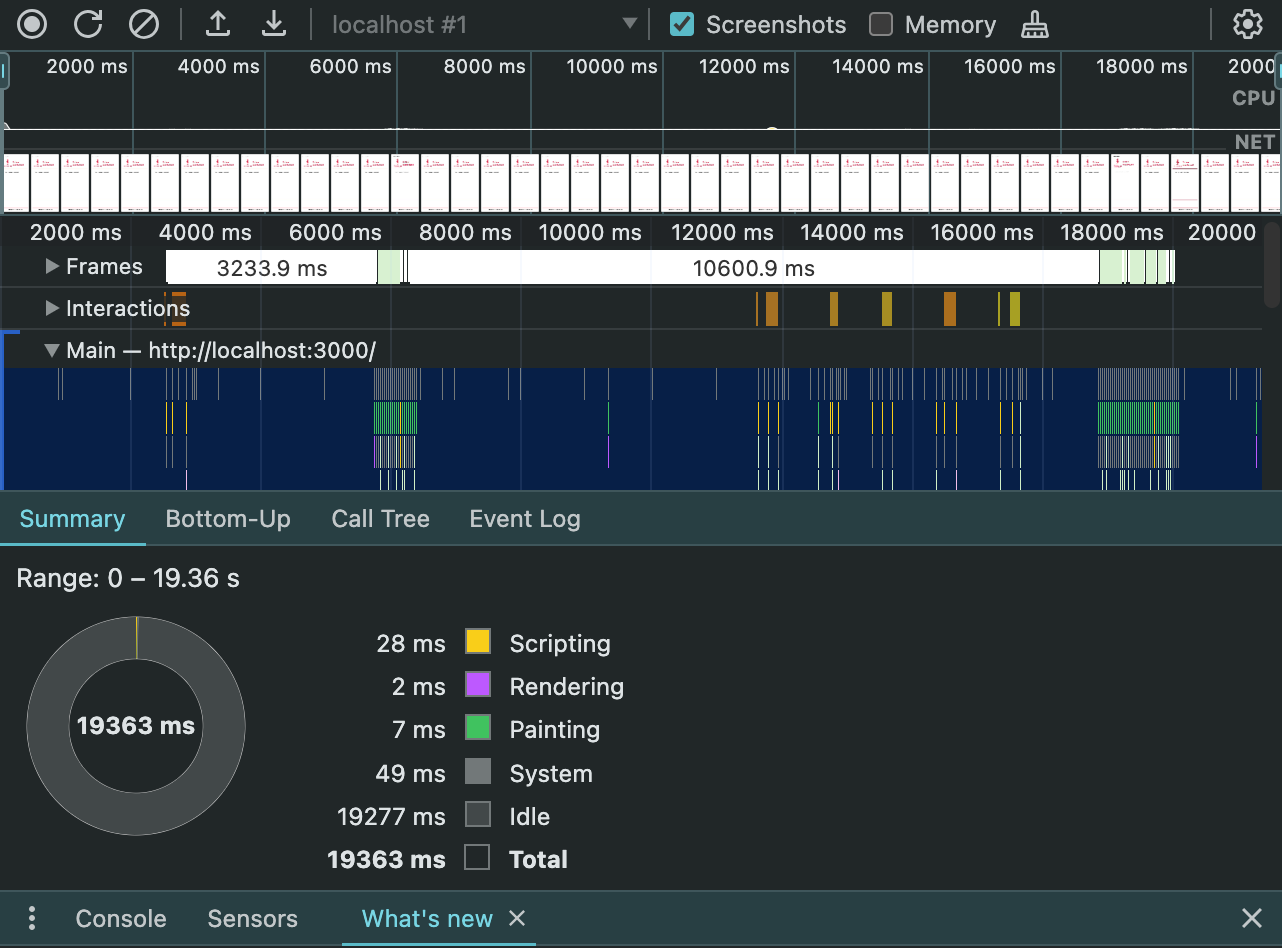 localhost #1 Screenshots Memory
2000 ms 4000 ms 6000 ms 8000 ms 10000 ms 12000 ms 14000 ms 16000 ms 18000 ms 2000
CPU
NET
2000 ms 4000 ms 6000 ms 8000 ms 10000 ms 12000 ms 14000 ms 16000 ms 18000 ms 20000
Frames 3233.9 ms 10600.9 ms
Interactions
Main — http://localhost:3000/
Summary Bottom-Up Call Tree Event Log
Range: 0 – 19.36 s
19363 ms
28 ms Scripting
2 ms Rendering
7 ms Painting
49 ms System
19277 ms Idle
19363 ms Total
Console Sensors What's new